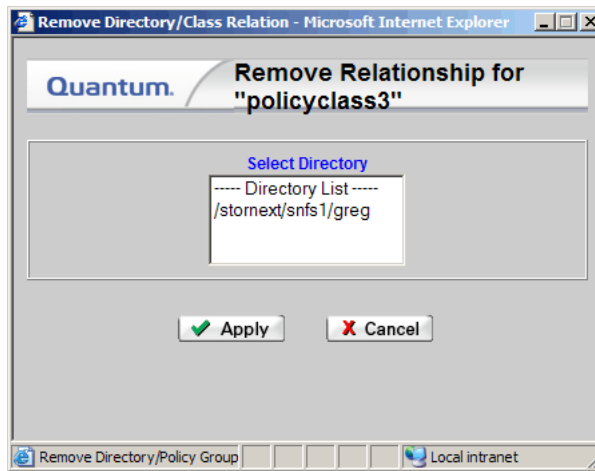 Remove Directory/Class Relation - Microsoft Internet Explorer
Quantum.
Remove Relationship for
"policyclass3"
Select Directory
----- Directory List -----
/stornext/snfs1/greg
Apply
Cancel
Remove Directory/Policy Group
Local intranet